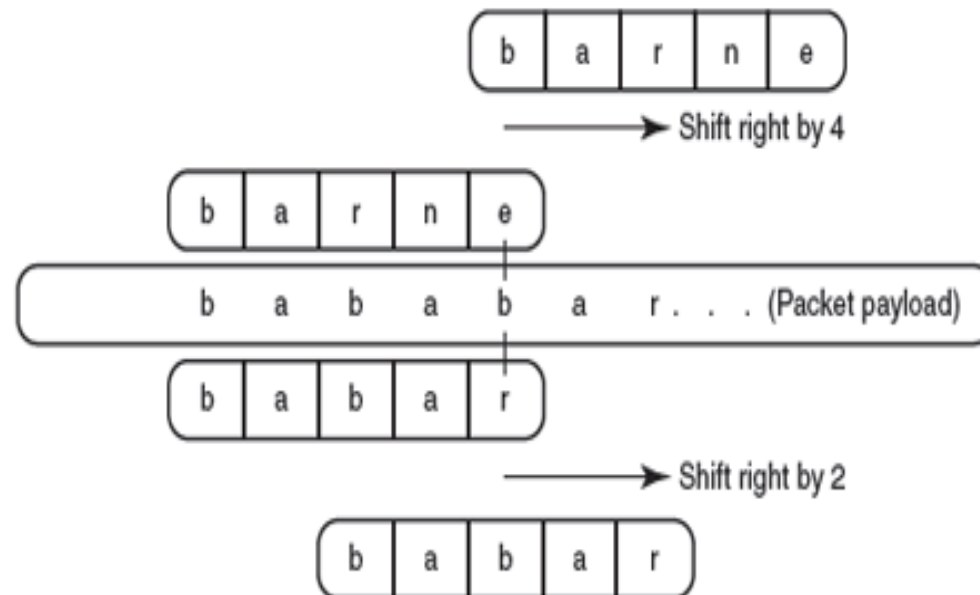 b a r n e
Shift right by 4
b a r n e
b a b a b a r . . . (Packet payload)
b a b a r
Shift right by 2
b a b a r